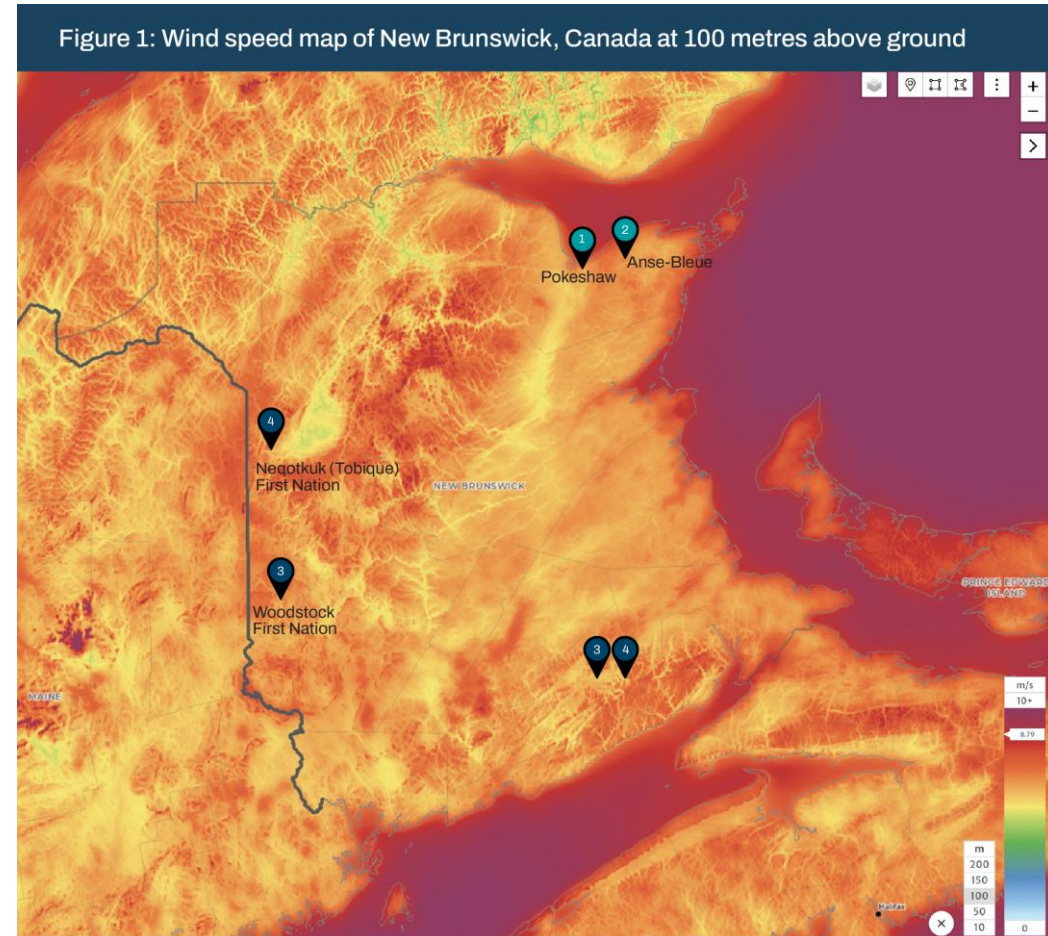 Figure 1: Wind speed map of New Brunswick, Canada at 100 metres above ground
+
−
1
2
Anse-Bleue
Pokeshaw
4
Neqotkuk (Tobique)
First Nation
NEW BRUNSWICK
3
Woodstock
First Nation
PRINCE EDWARD
ISLAND
3
4
MAINE
m/s
10+
8.79
m
200
150
100
50
10
Halifax
0